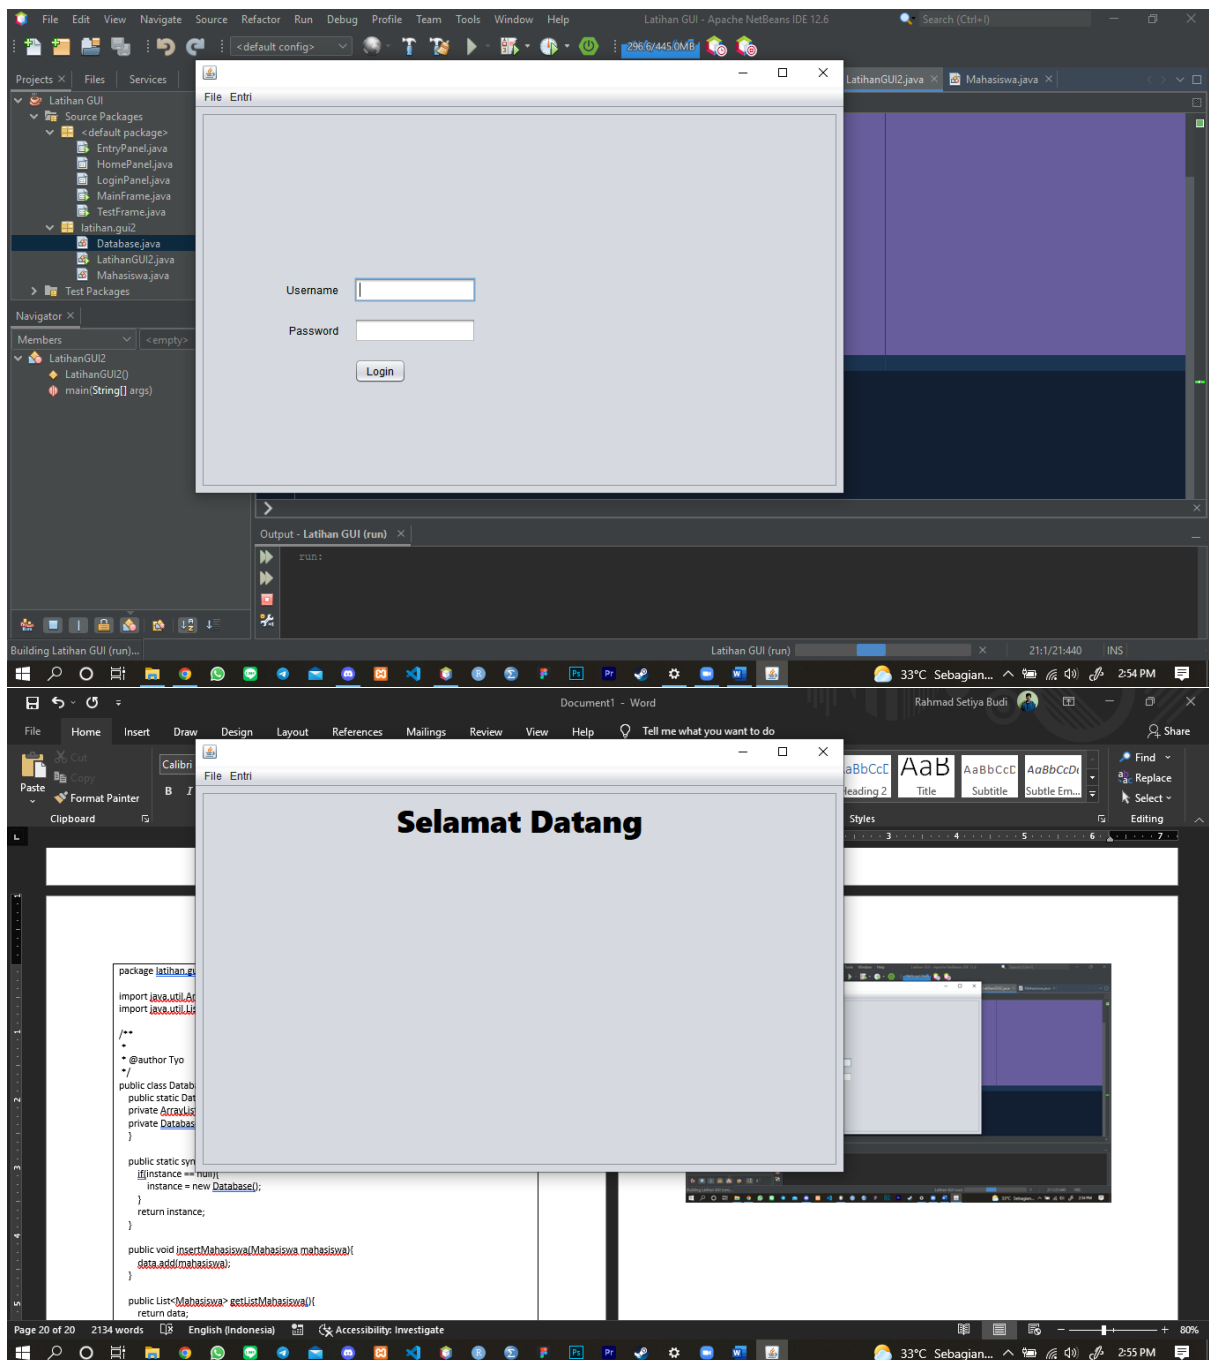 File Edit View Navigate Source Refactor Run Debug Profile Team Tools Window Help Latihan GUI - Apache NetBeans IDE 12.6 Search (Ctrl+I)
<default config> 296.6/445.0MB
Projects Files Services LatihanGUI2.java Mahasiswa.java
File Entri
Latihan GUI
Source Packages
<default package>
EntryPanel.java
HomePanel.java
LoginPanel.java
MainFrame.java
TestFrame.java
latihan.gui2
Database.java
LatihanGUI2.java
Mahasiswa.java
Test Packages
Username
Password
Login
Navigator
Members <empty>
LatihanGUI2
LatihanGUI2()
main(String[] args)
Output - Latihan GUI (run)
run:
Building Latihan GUI (run)... Latihan GUI (run) 21:1/21:440 INS
33°C Sebagian... 2:54 PM
Document1 - Word Rahmad Setiya Budi
File Home Insert Draw Design Layout References Mailings Review View Help Tell me what you want to do Share
Cut
Copy
Paste
Format Painter
Clipboard
Calibri
B I
File Entri
Selamat Datang
AaB AaBbCcD
Heading 2 Title Subtitle Subtle Em...
Styles
Find
Replace
Select
Editing
3 4 5 6 7
package latihan.gu
import java.util.Ar
import java.util.Lis
/**
*
* @author Tyo
*/
public class Datab
public static Dat
private ArrayLis
private Databas
}
public static syn
if(instance == null){
instance = new Database();
}
return instance;
}
public void insertMahasiswa(Mahasiswa mahasiswa){
data.add(mahasiswa);
}
public List<Mahasiswa> getListMahasiswa(){
return data;
Page 20 of 20 2134 words English (Indonesia) Accessibility: Investigate 80%
33°C Sebagian... 2:55 PM